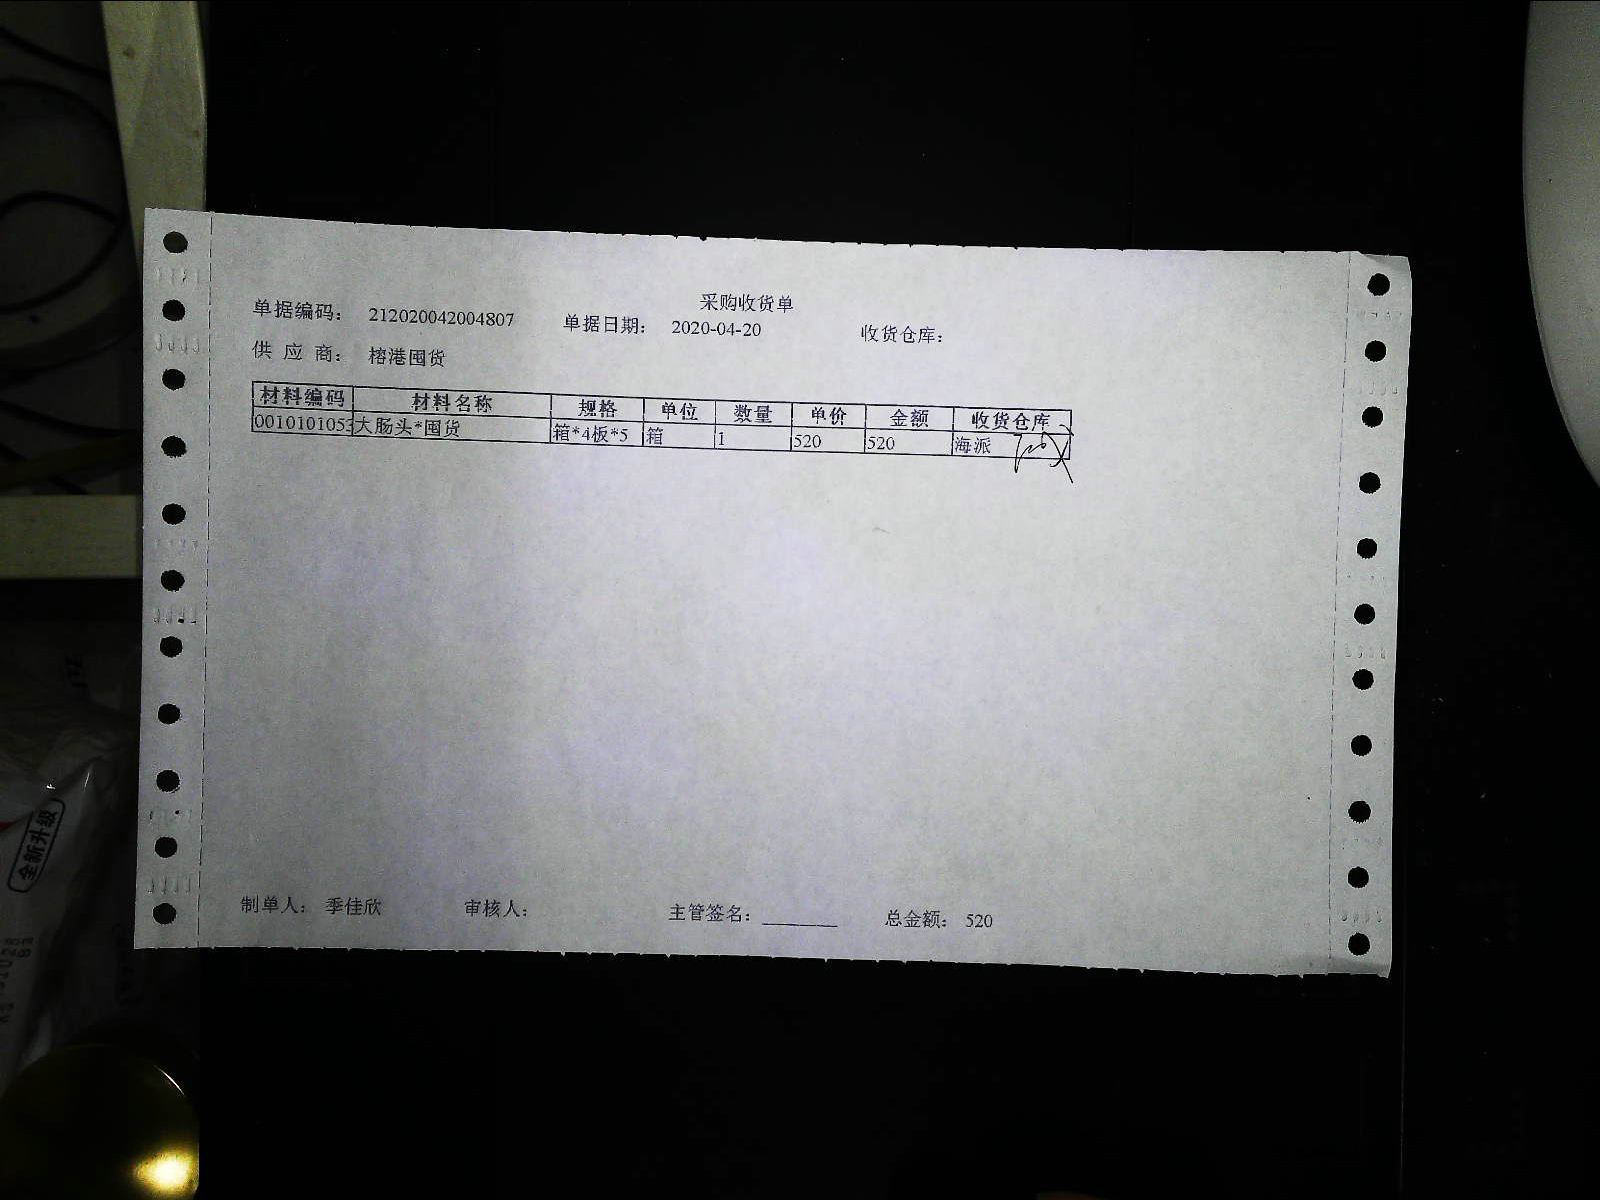 采购收货单
单据编码： 212020042004807 单据日期： 2020-04-20 收货仓库：
供 应 商： 榕港囤货
材料编码 材料名称 规格 单位 数量 单价 金额 收货仓库
0010101053 大肠头*囤货 箱*4板*5 箱 1 520 520 海派
制单人： 季佳欣 审核人： 主管签名： 总金额： 520
全新升级